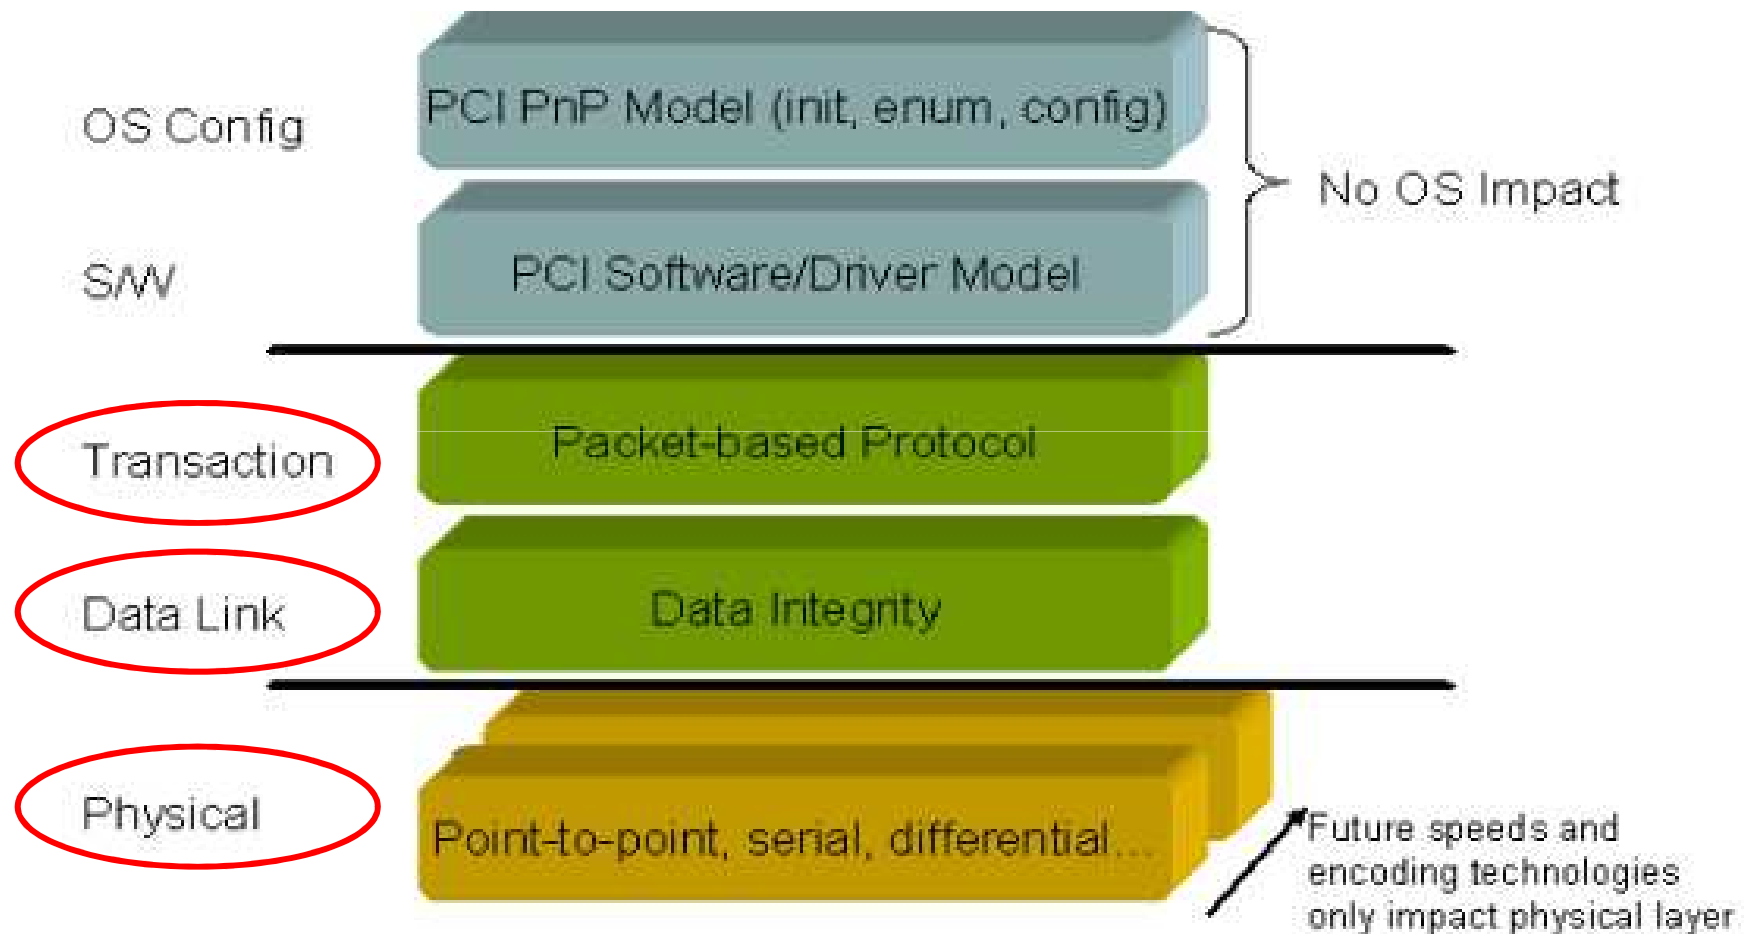 OS Config
PCI PnP Model (init, enum, config)
No OS Impact
S/W
PCI Software/Driver Model
Transaction
Packet-based Protocol
Data Link
Data Integrity
Physical
Point-to-point, serial, differential...
Future speeds and
encoding technologies
only impact physical layer